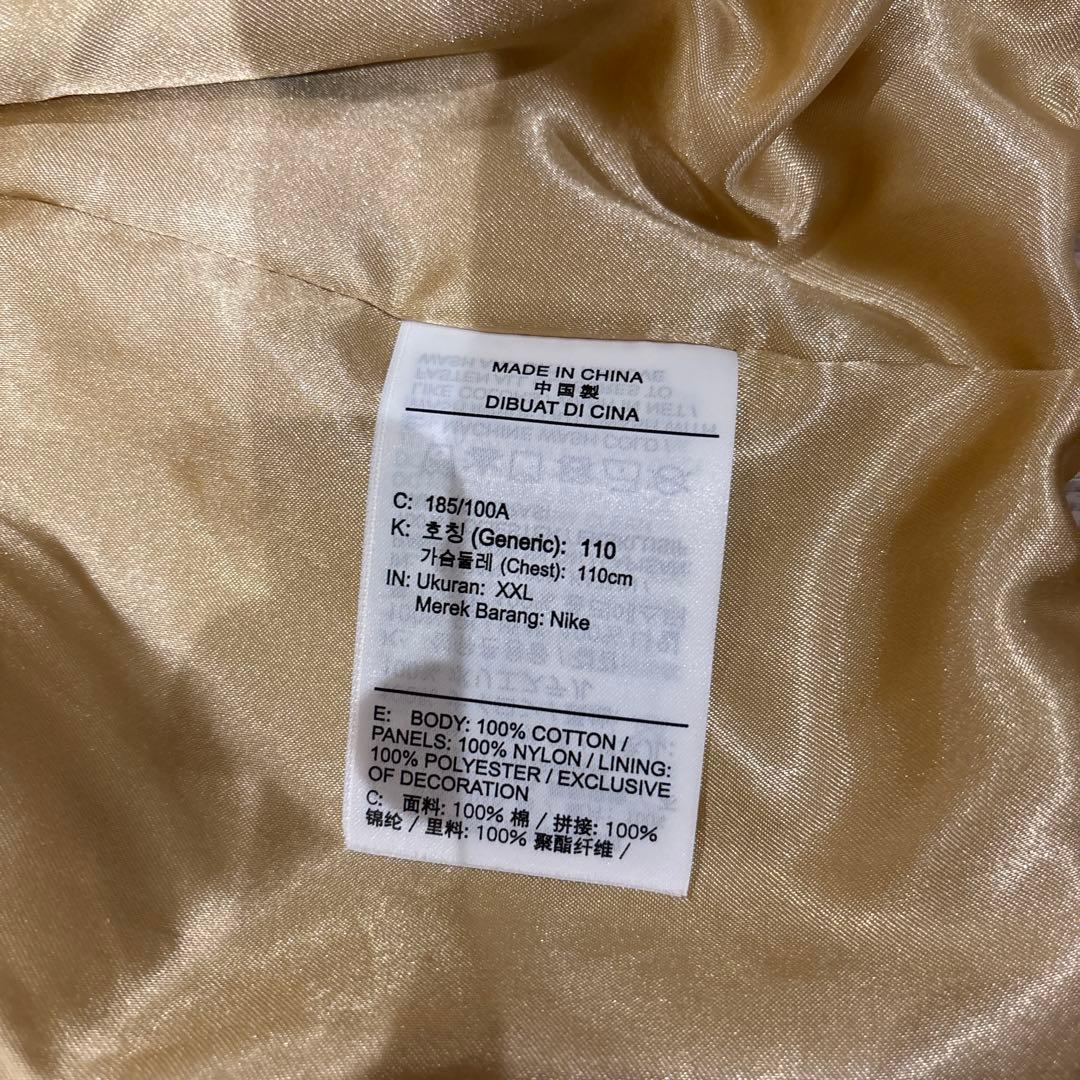 MADE IN CHINA
中国製
DIBUAT DI CINA
C: 185/100A
K: 호칭 (Generic): 110
가슴둘레 (Chest): 110cm
IN: Ukuran: XXL
Merek Barang: Nike
E: BODY: 100% COTTON /
PANELS: 100% NYLON / LINING:
100% POLYESTER / EXCLUSIVE
OF DECORATION
C: 面料: 100% 棉 / 拼接: 100%
锦纶 / 里料: 100% 聚酯纤维 /